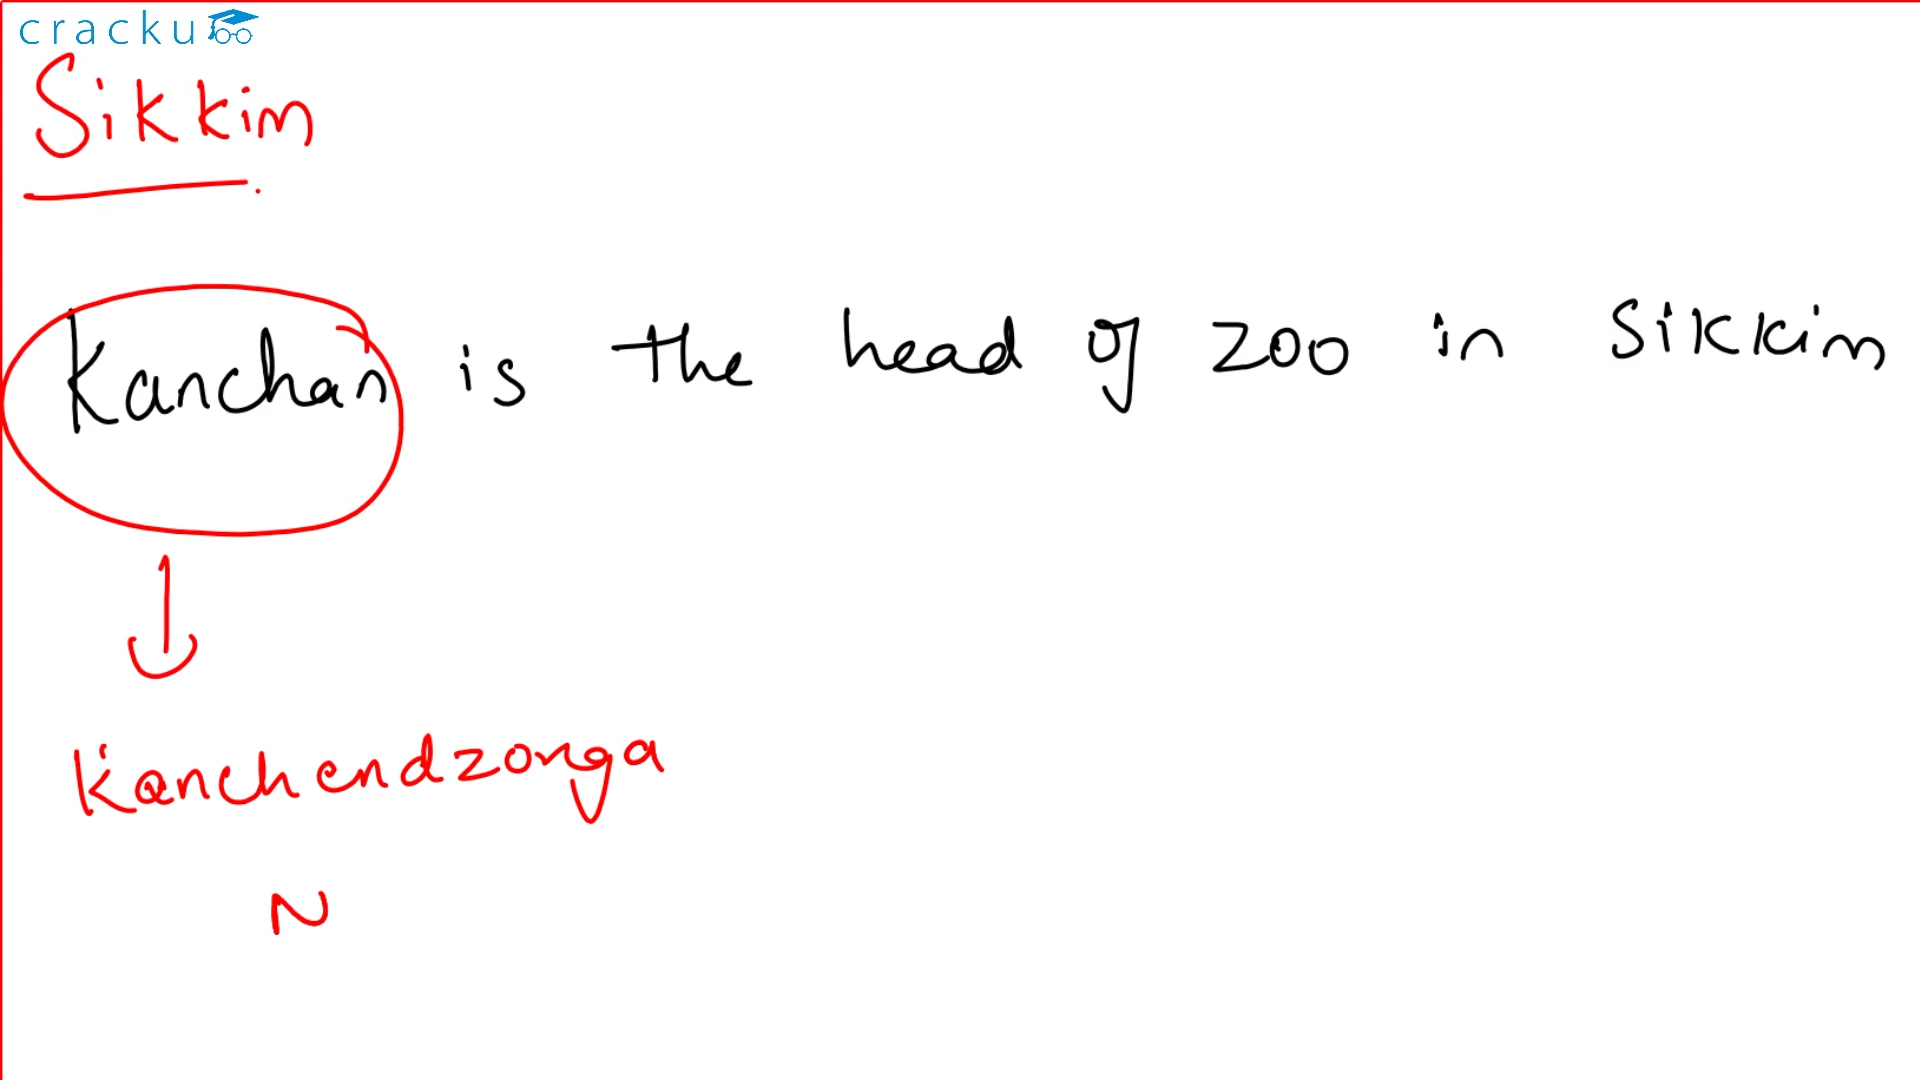 cracku
Sikkim
Kanchan is the head of zoo in Sikkim
Kanchendzonga
N